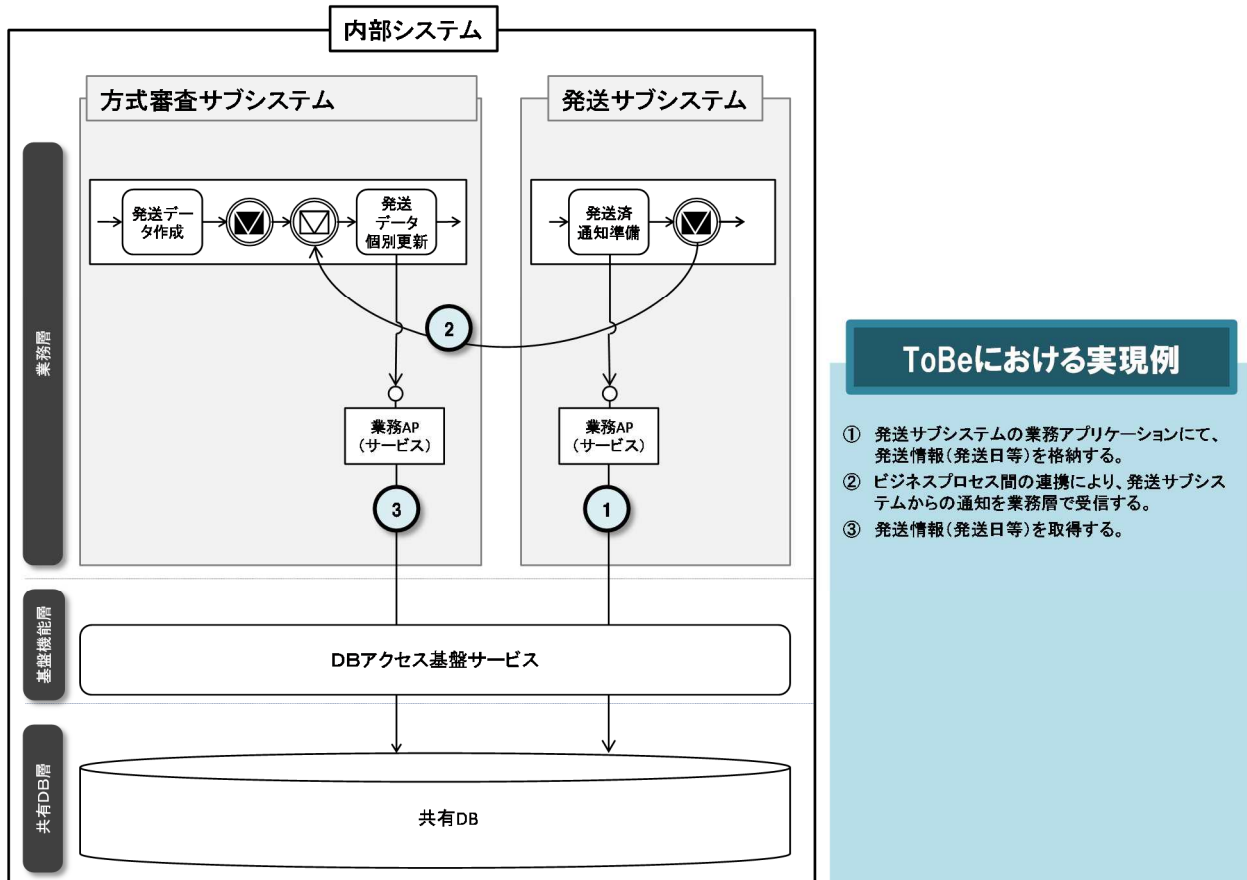 内部システム
方式審査サブシステム
発送サブシステム
業務層
発送デー
タ作成
発送
データ
個別更新
発送済
通知準備
2
業務AP
(サービス)
業務AP
(サービス)
3
1
基盤機能層
DBアクセス基盤サービス
共有DB層
共有DB
ToBeにおける実現例
① 発送サブシステムの業務アプリケーションにて、
発送情報(発送日等)を格納する。
② ビジネスプロセス間の連携により、発送サブシス
テムからの通知を業務層で受信する。
③ 発送情報(発送日等)を取得する。